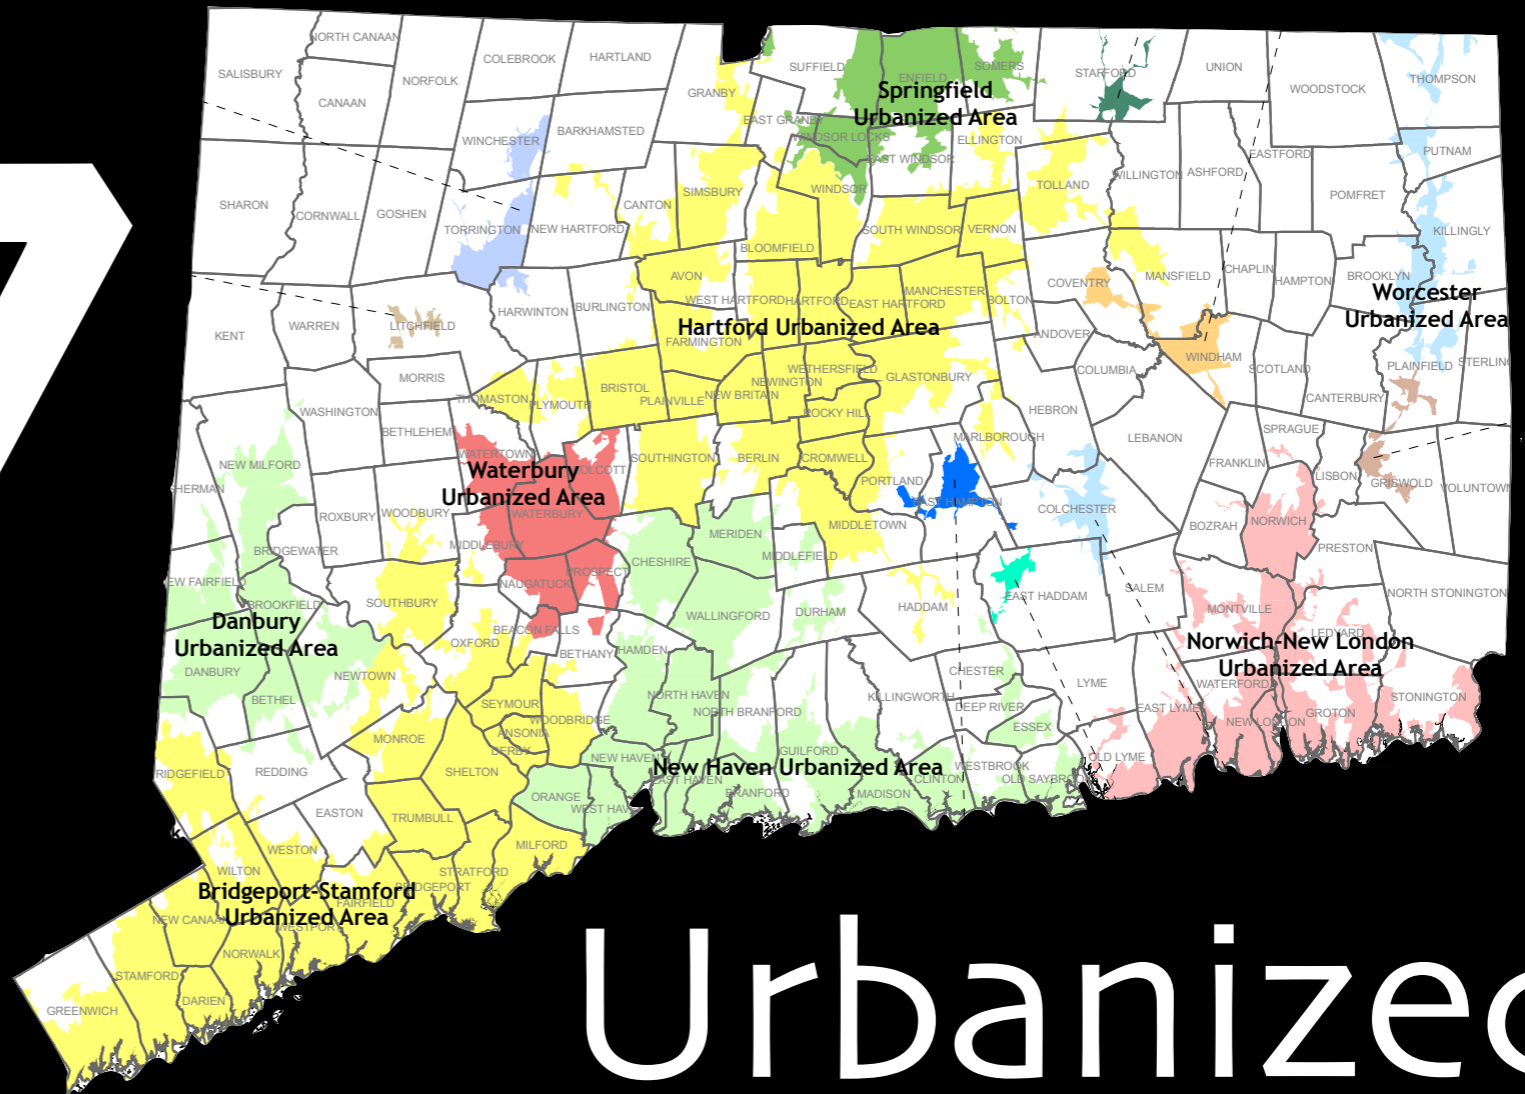 7
SALISBURY
NORTH CANAAN
CANAAN
NORFOLK
COLEBROOK
HARTLAND
GRANBY
SUFFIELD
ENFIELD
SOMERS
STAFFORD
UNION
WOODSTOCK
THOMPSON
Springfield
Urbanized Area
WINCHESTER
BARKHAMSTED
EAST GRANBY
WINDSOR LOCKS
EAST WINDSOR
ELLINGTON
WILLINGTON
ASHFORD
EASTFORD
POMFRET
PUTNAM
SHARON
CORNWALL
GOSHEN
TORRINGTON
NEW HARTFORD
CANTON
SIMSBURY
WINDSOR
TOLLAND
BLOOMFIELD
SOUTH WINDSOR
VERNON
KILLINGLY
AVON
WEST HARTFORD
HARTFORD
EAST HARTFORD
MANCHESTER
BOLTON
COVENTRY
MANSFIELD
CHAPLIN
HAMPTON
BROOKLYN
Worcester
Urbanized Area
KENT
WARREN
LITCHFIELD
HARWINTON
BURLINGTON
Hartford Urbanized Area
FARMINGTON
ANDOVER
WINDHAM
COLUMBIA
SCOTLAND
CANTERBURY
PLAINFIELD
STERLING
MORRIS
THOMASTON
PLYMOUTH
BRISTOL
PLAINVILLE
NEW BRITAIN
NEWINGTON
WETHERSFIELD
ROCKY HILL
GLASTONBURY
HEBRON
MARLBOROUGH
LEBANON
SPRAGUE
WASHINGTON
BETHLEHEM
WATERTOWN
WOLCOTT
Waterbury
Urbanized Area
WATERBURY
SOUTHINGTON
BERLIN
CROMWELL
PORTLAND
EAST HAMPTON
COLCHESTER
FRANKLIN
LISBON
GRISWOLD
VOLUNTOWN
NEW MILFORD
SHERMAN
ROXBURY
WOODBURY
MIDDLEBURY
BRIDGEWATER
MERIDEN
MIDDLETOWN
MIDDLEFIELD
BOZRAH
NORWICH
PRESTON
NEW FAIRFIELD
BROOKFIELD
SOUTHBURY
NAUGATUCK
PROSPECT
CHESHIRE
WALLINGFORD
DURHAM
HADDAM
EAST HADDAM
SALEM
MONTVILLE
LEDYARD
NORTH STONINGTON
Danbury
Urbanized Area
DANBURY
BETHEL
NEWTOWN
OXFORD
BEACON FALLS
BETHANY
HAMDEN
Norwich-New London
Urbanized Area
SEYMOUR
WOODBRIDGE
ANSONIA
DERBY
NORTH HAVEN
NORTH BRANFORD
KILLINGWORTH
CHESTER
DEEP RIVER
ESSEX
LYME
EAST LYME
WATERFORD
NEW LONDON
GROTON
STONINGTON
RIDGEFIELD
REDDING
MONROE
SHELTON
NEW HAVEN
EAST HAVEN
New Haven Urbanized Area
GUILFORD
BRANFORD
MADISON
CLINTON
WESTBROOK
OLD SAYBROOK
OLD LYME
EASTON
TRUMBULL
ORANGE
WEST HAVEN
WESTON
WILTON
MILFORD
STRATFORD
BRIDGEPORT
FAIRFIELD
Bridgeport-Stamford
Urbanized Area
NEW CANAAN
WESTPORT
NORWALK
STAMFORD
DARIEN
GREENWICH
Urbanized